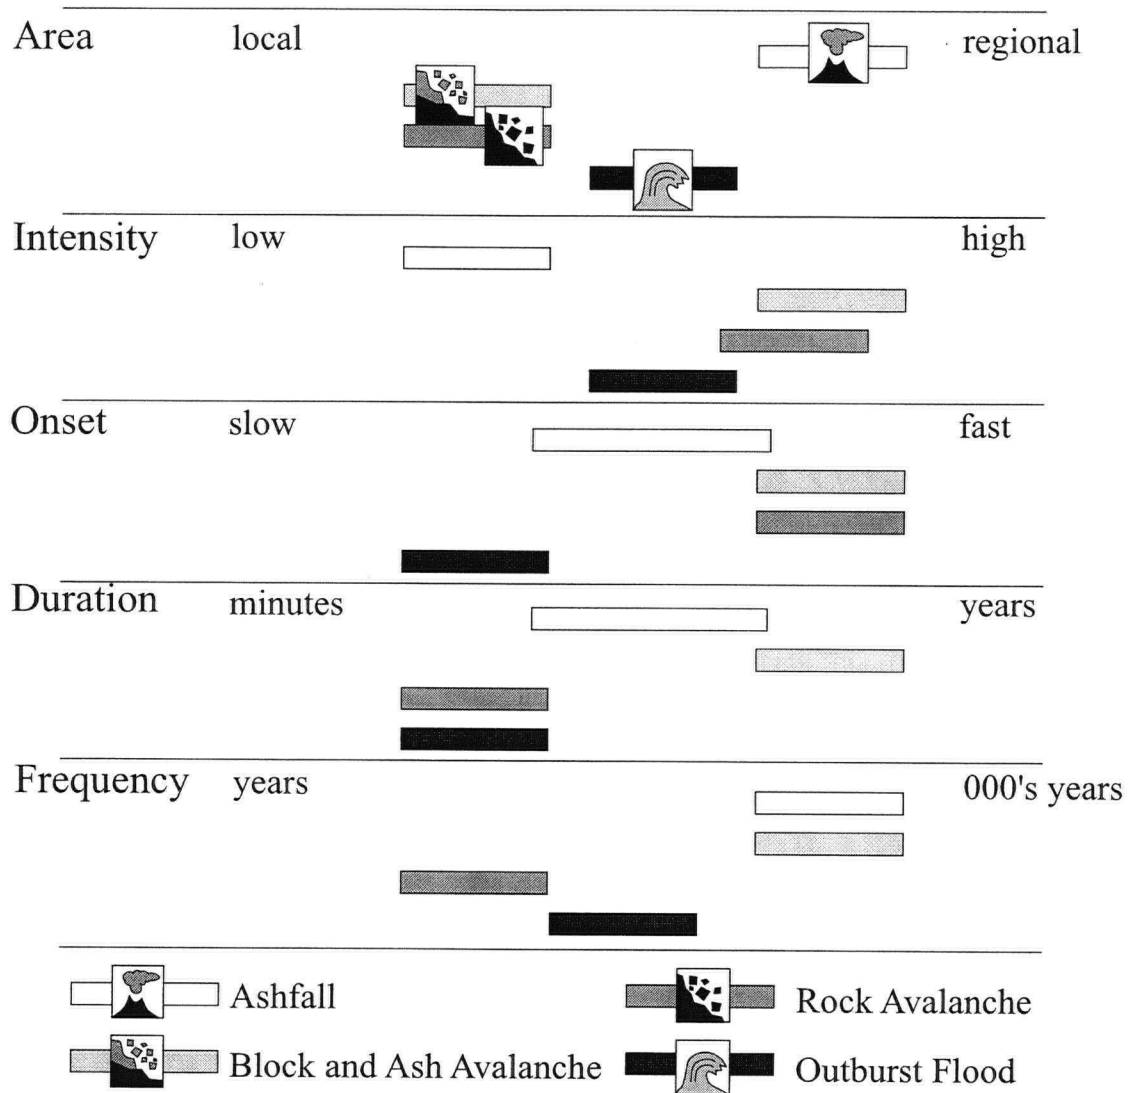 Area local regional
Intensity low high
Onset slow fast
Duration minutes years
Frequency years 000's years
Ashfall Rock Avalanche
Block and Ash Avalanche Outburst Flood